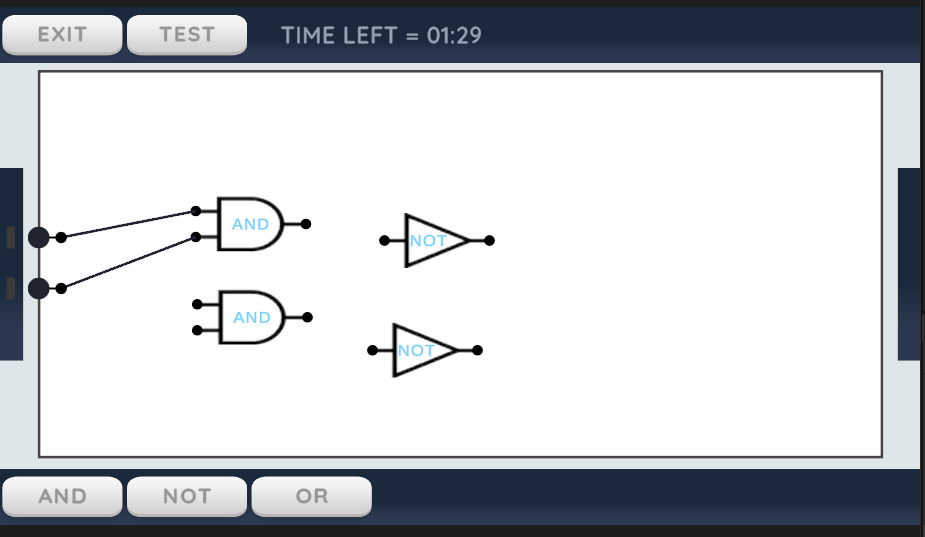 EXIT TEST TIME LEFT = 01:29
AND
NOT
AND
NOT
AND NOT OR